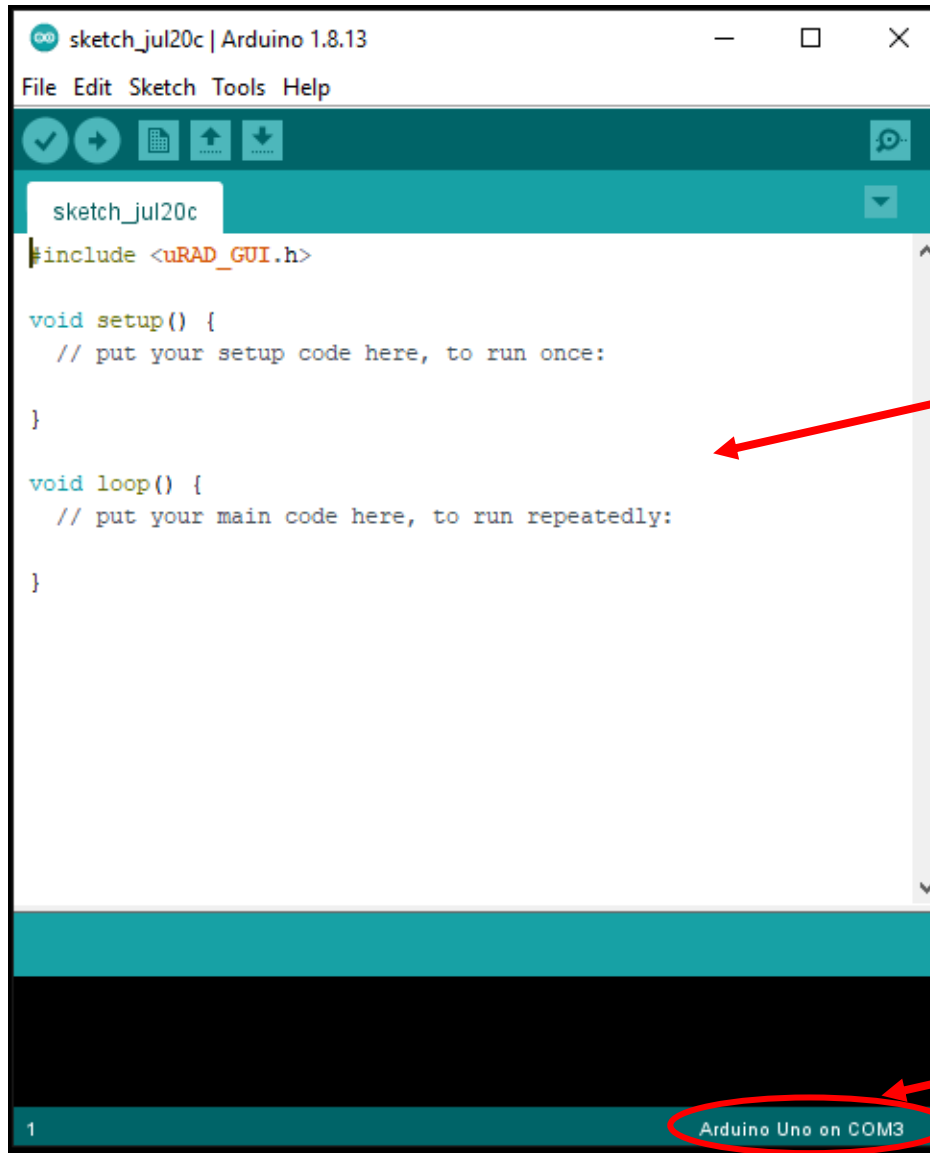 sketch_jul20c | Arduino 1.8.13
File Edit Sketch Tools Help
sketch_jul20c
#include <uRAD_GUI.h>
void setup() {
  // put your setup code here, to run once:
}
void loop() {
  // put your main code here, to run repeatedly:
}
1 Arduino Uno on COM3